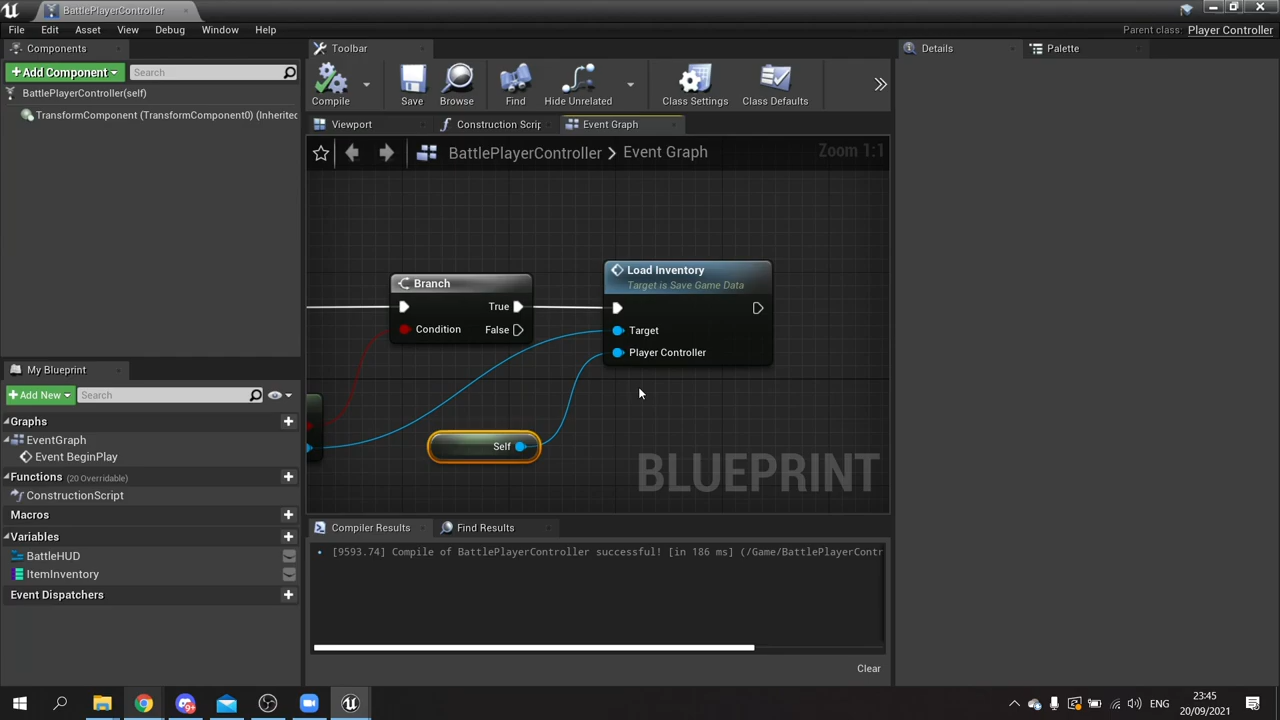 BattlePlayerController
File Edit Asset View Debug Window Help
Parent class: Player Controller
Components
Toolbar
Details
Palette
Add Component
Search
BattlePlayerController(self)
TransformComponent (TransformComponent0) (Inherited
Compile
Save
Browse
Find
Hide Unrelated
Class Settings
Class Defaults
Viewport
Construction Scrip
Event Graph
BattlePlayerController > Event Graph
Zoom 1:1
Branch
True
Condition
False
Load Inventory
Target is Save Game Data
Target
Player Controller
Self
BLUEPRINT
My Blueprint
+Add New
Search
Graphs
EventGraph
Event BeginPlay
Functions (20 Overridable)
ConstructionScript
Macros
Variables
BattleHUD
ItemInventory
Event Dispatchers
Compiler Results
Find Results
[9593.74] Compile of BattlePlayerController successful! [in 186 ms] (/Game/BattlePlayerContr
Clear
ENG
23:45
20/09/2021